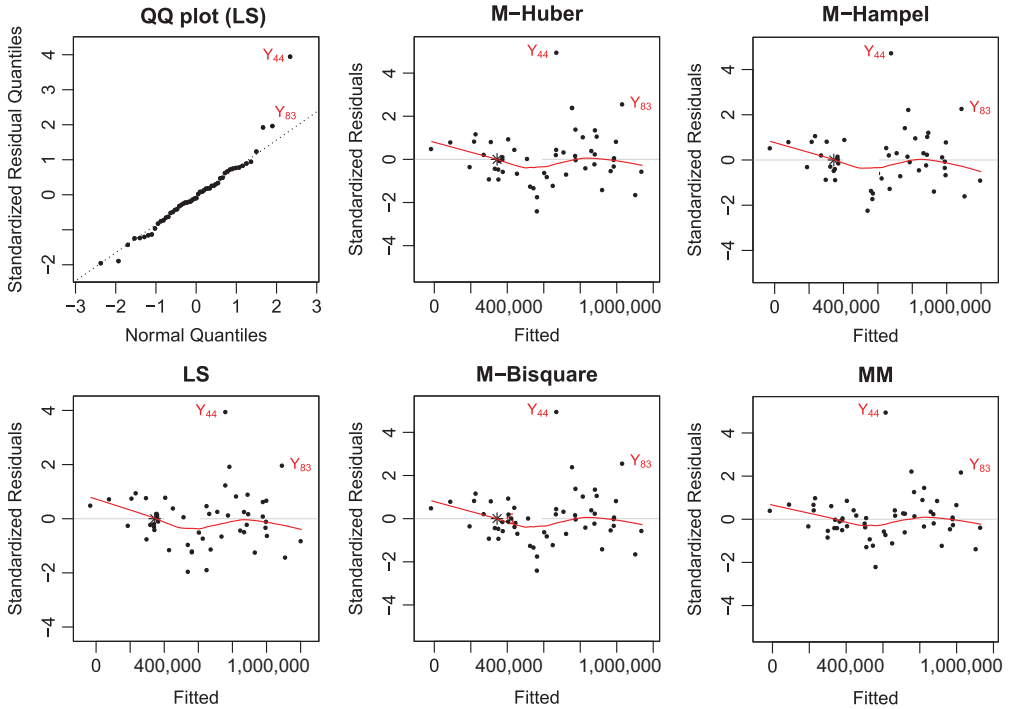 QQ plot (LS)
Standardized Residual Quantiles
4
3
2
1
0
−2
Y44
Y83
−3 −2 −1 0 1 2 3
Normal Quantiles
M−Huber
Standardized Residuals
4
2
0
−2
−4
Y44
Y83
0 400,000 1,000,000
Fitted
M−Hampel
Standardized Residuals
4
2
0
−2
−4
Y44
Y83
0 400,000 1,000,000
Fitted
LS
Standardized Residuals
4
2
0
−2
−4
Y44
Y83
0 400,000 1,000,000
Fitted
M−Bisquare
Standardized Residuals
4
2
0
−2
−4
Y44
Y83
0 400,000 1,000,000
Fitted
MM
Standardized Residuals
4
2
0
−2
−4
Y44
Y83
0 400,000 1,000,000
Fitted